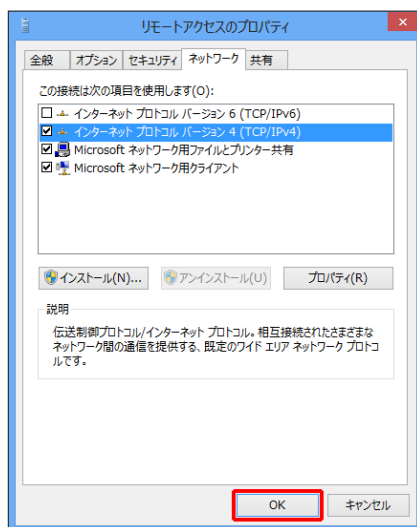 リモートアクセスのプロパティ
全般 オプション セキュリティ ネットワーク 共有
この接続は次の項目を使用します(O):
インターネット プロトコル バージョン 6 (TCP/IPv6)
インターネット プロトコル バージョン 4 (TCP/IPv4)
Microsoft ネットワーク用ファイルとプリンター共有
Microsoft ネットワーク用クライアント
インストール(N)... アンインストール(U) プロパティ(R)
説明
伝送制御プロトコル/インターネット プロトコル。相互接続されたさまざまな
ネットワーク間の通信を提供する、既定のワイド エリア ネットワーク プロトコ
ルです。
OK キャンセル